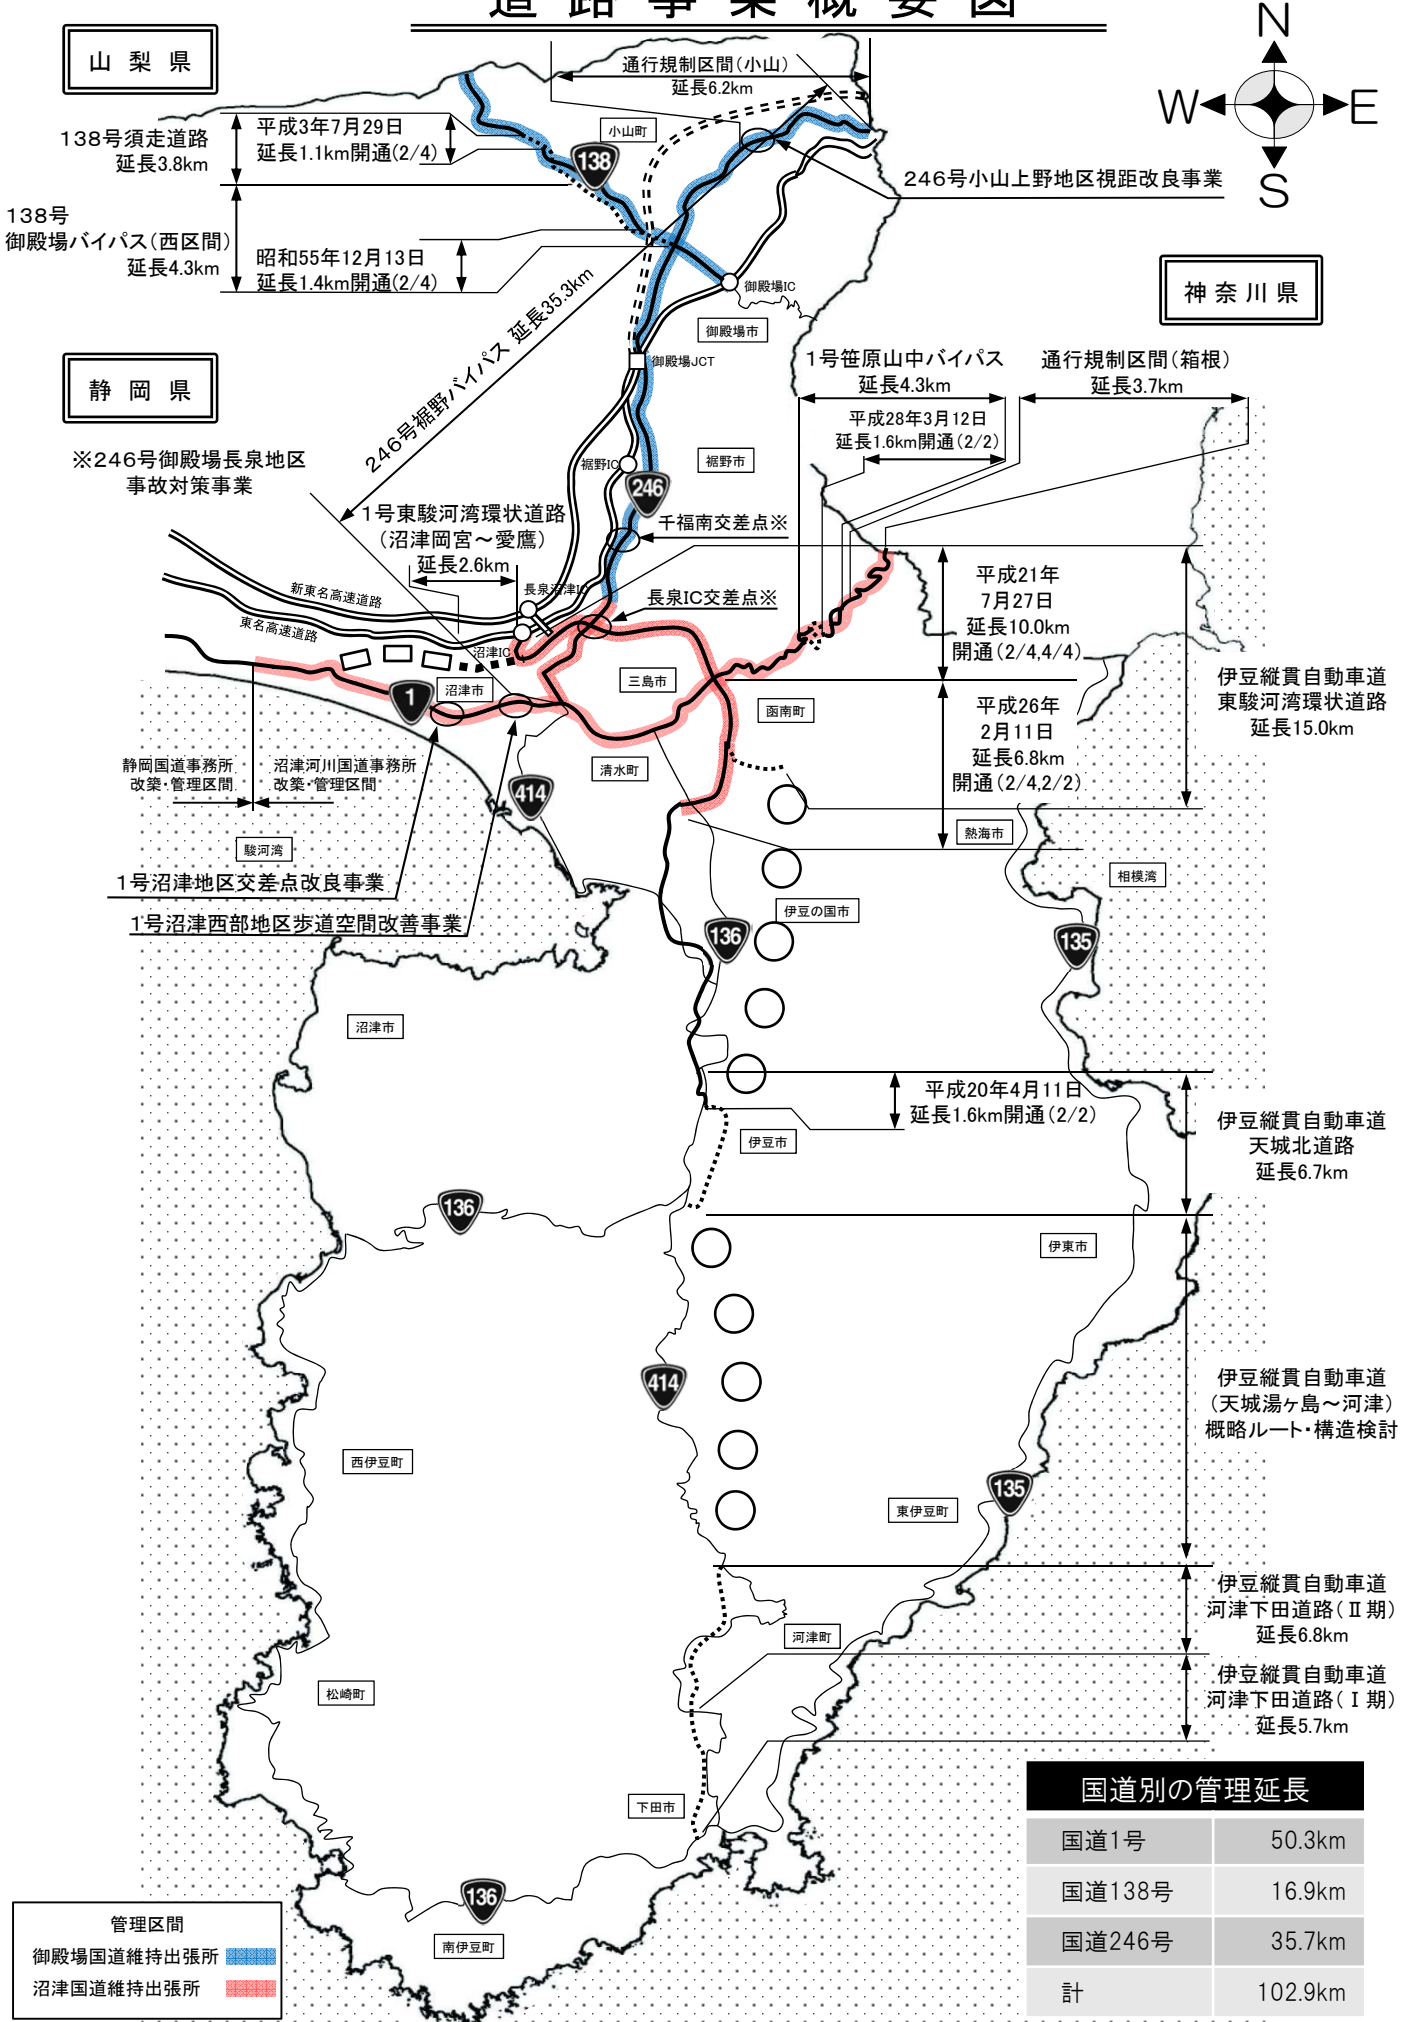 道路事業概要図
N
W
E
S
山梨県
通行規制区間(小山)
延長6.2km
138号須走道路
延長3.8km
平成3年7月29日
延長1.1km開通(2/4)
小山町
138
246号小山上野地区視距改良事業
138号
御殿場バイパス(西区間)
延長4.3km
昭和55年12月13日
延長1.4km開通(2/4)
御殿場IC
神奈川県
246号裾野バイパス 延長35.3km
御殿場市
静岡県
御殿場JCT
1号笹原山中バイパス
延長4.3km
通行規制区間(箱根)
延長3.7km
平成28年3月12日
延長1.6km開通(2/2)
※246号御殿場長泉地区
事故対策事業
裾野IC
裾野市
246
1号東駿河湾環状道路
(沼津岡宮～愛鷹)
延長2.6km
千福南交差点※
新東名高速道路
長泉沼津IC
長泉IC交差点※
東名高速道路
沼津IC
平成21年
7月27日
延長10.0km
開通(2/4,4/4)
伊豆縦貫自動車道
東駿河湾環状道路
延長15.0km
1
沼津市
三島市
函南町
平成26年
2月11日
延長6.8km
開通(2/4,2/2)
静岡国道事務所
改築・管理区間
沼津河川国道事務所
改築・管理区間
清水町
414
駿河湾
熱海市
相模湾
1号沼津地区交差点改良事業
1号沼津西部地区歩道空間改善事業
伊豆の国市
136
135
沼津市
平成20年4月11日
延長1.6km開通(2/2)
伊豆市
伊豆縦貫自動車道
天城北道路
延長6.7km
136
伊東市
414
伊豆縦貫自動車道
(天城湯ヶ島～河津)
概略ルート・構造検討
西伊豆町
東伊豆町
135
伊豆縦貫自動車道
河津下田道路(Ⅱ期)
延長6.8km
河津町
伊豆縦貫自動車道
河津下田道路(Ⅰ期)
延長5.7km
松崎町
下田市
136
南伊豆町
国道別の管理延長
国道1号 50.3km
国道138号 16.9km
国道246号 35.7km
計 102.9km
管理区間
御殿場国道維持出張所
沼津国道維持出張所